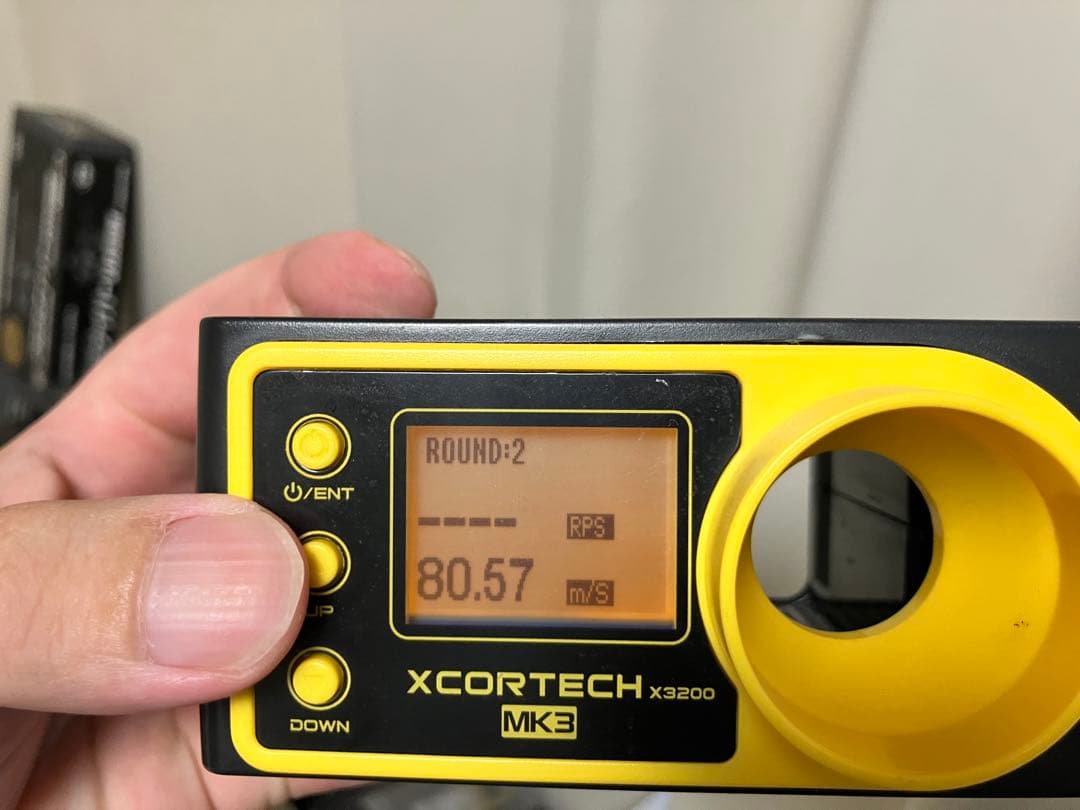 ROUND:2
---- RPS
80.57 m/S
⏻/ENT
UP
DOWN
XCORTECH X3200
MK3